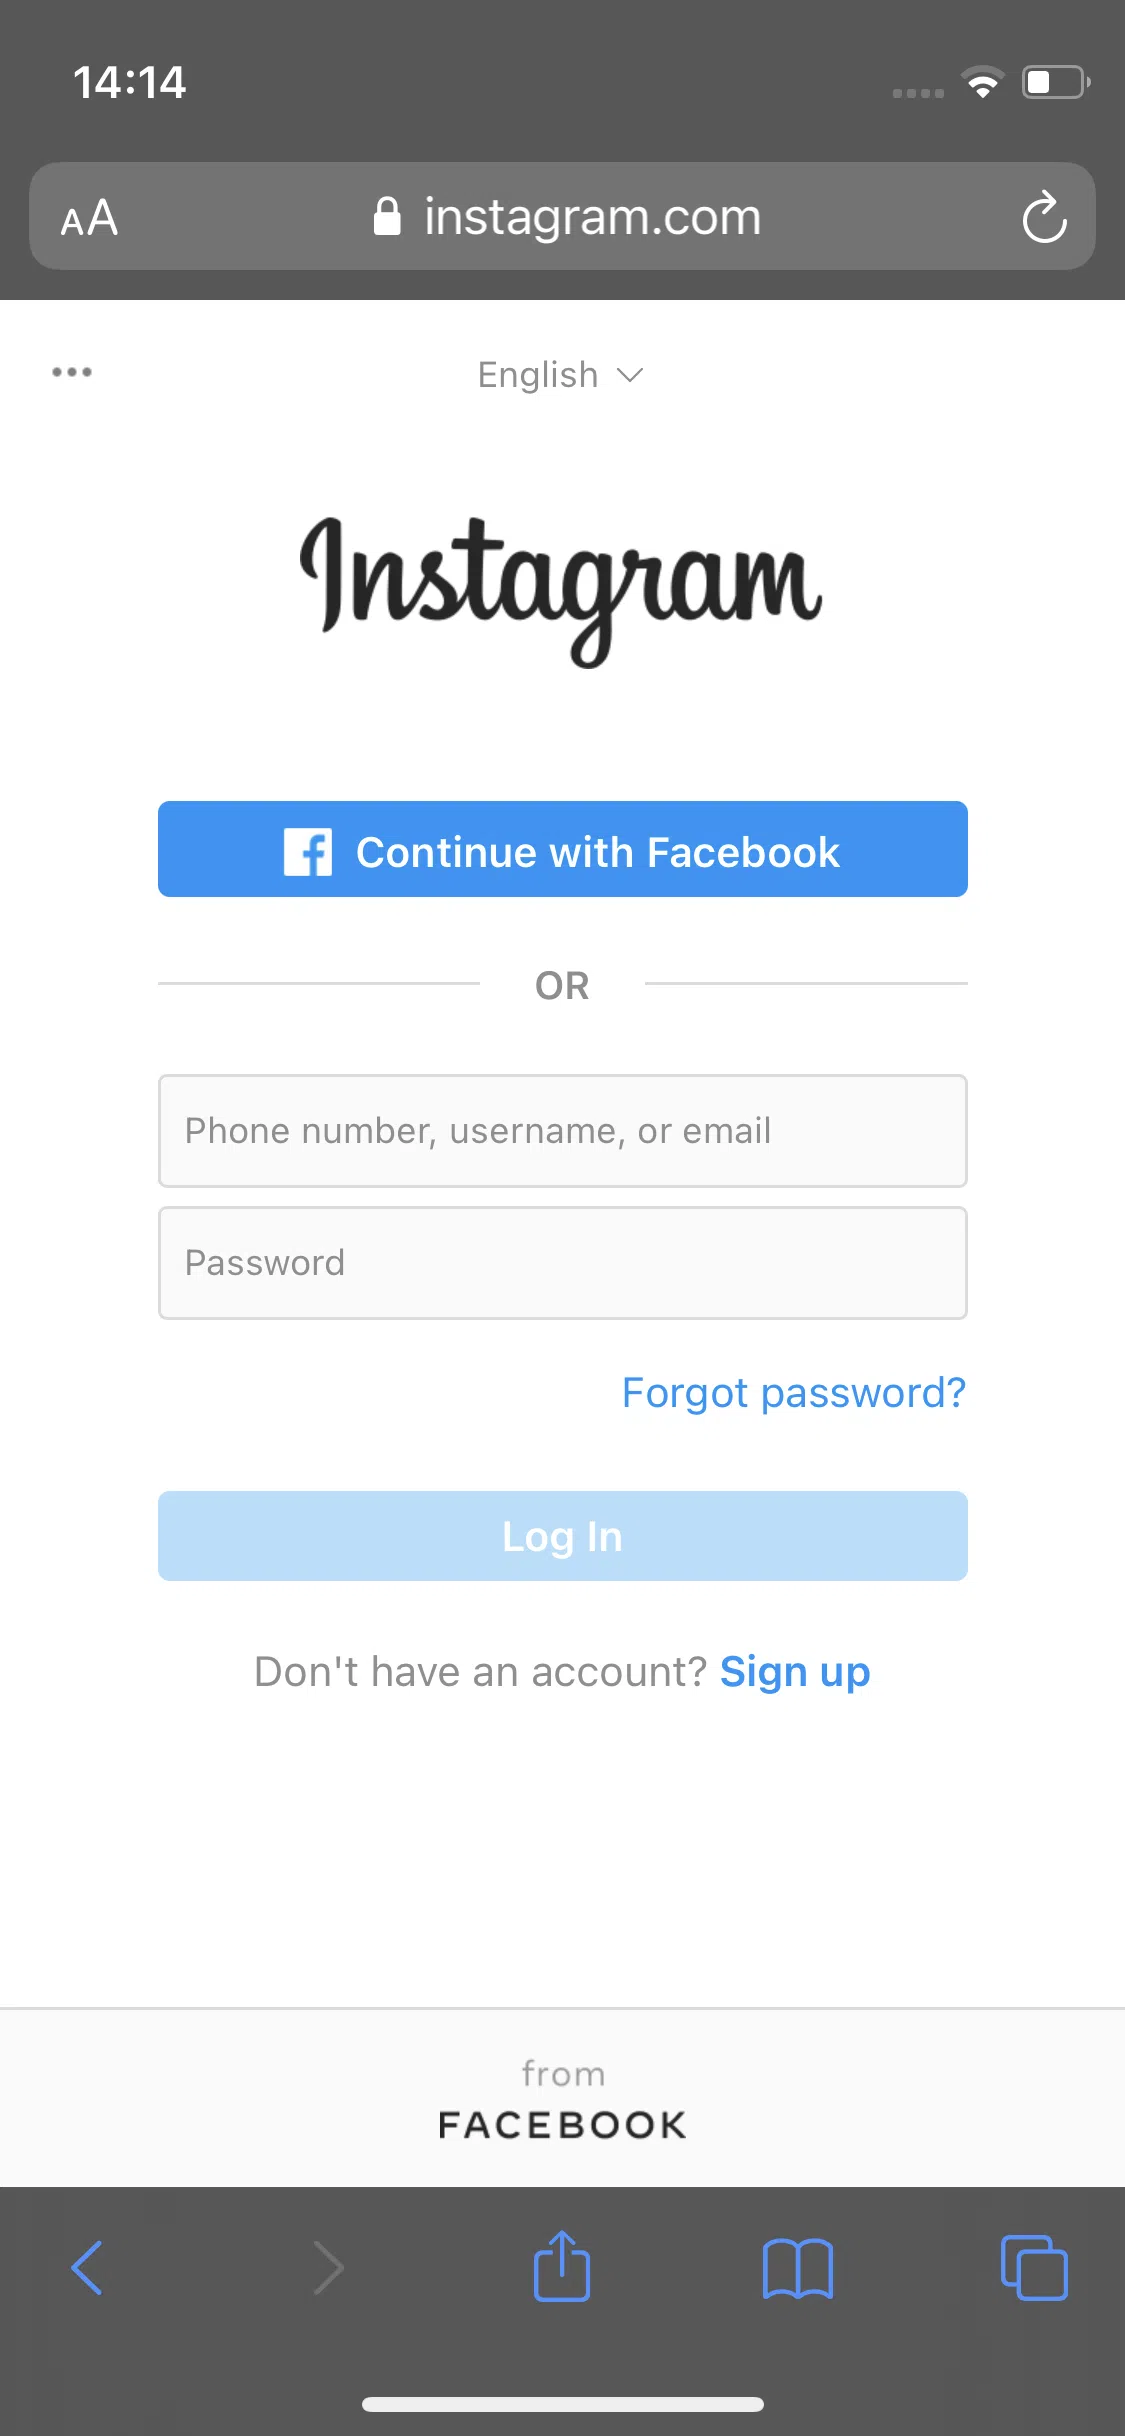 14:14
AA
instagram.com
English
Instagram
Continue with Facebook
OR
Phone number, username, or email
Password
Forgot password?
Log In
Don't have an account? Sign up
from
FACEBOOK